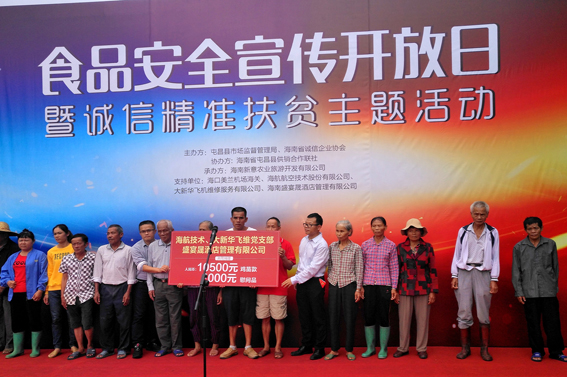 食品安全宣传开放日
暨诚信精准扶贫主题活动
主办方：屯昌县市场监督管理局、海南省诚信企业协会
协办方：海南省屯昌县供销合作联社
承办方：海南新意农业旅游开发有限公司
支持单位：海口美兰机场海关、海航航空技术股份有限公司、
大新华飞机维修服务有限公司、海南盛宴晟酒店管理有限公司
海航技术、大新华飞维党支部
盛宴晟酒店管理有限公司
10500元
000元